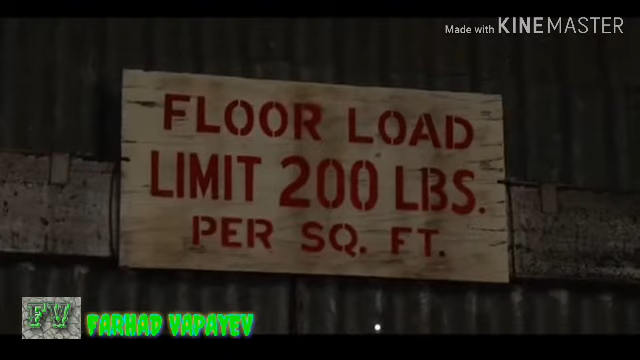 Made with KINEMASTER
FLOOR LOAD
LIMIT 200 LBS.
PER SQ. FT.
FV FARHAD VAPAYEV